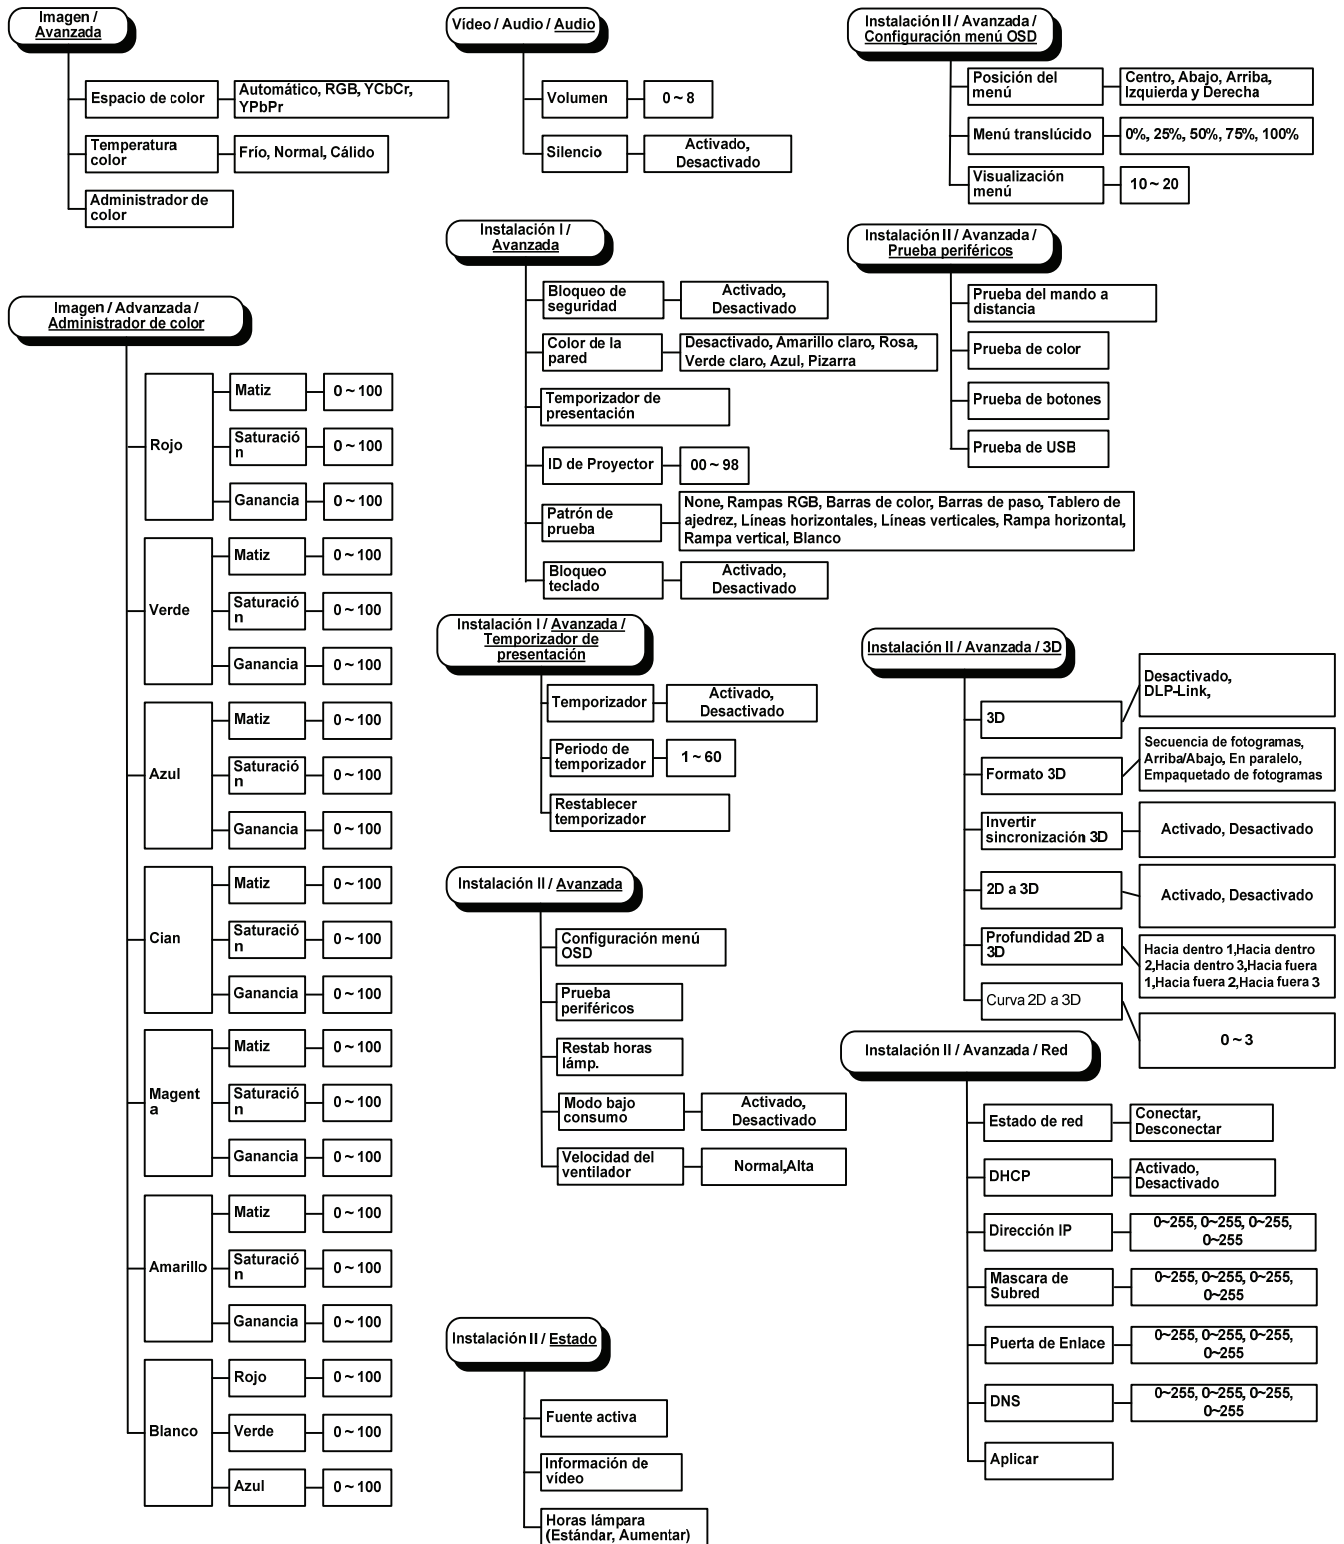 Imagen /
Avanzada
Espacio de color
Automático, RGB, YCbCr,
YPbPr
Temperatura
color
Frío, Normal, Cálido
Administrador de
color
Imagen / Advanzada /
Administrador de color
Rojo
Matiz
0 ~ 100
Saturació
n
0 ~ 100
Ganancia
0 ~ 100
Verde
Matiz
0 ~ 100
Saturació
n
0 ~ 100
Ganancia
0 ~ 100
Azul
Matiz
0 ~ 100
Saturació
n
0 ~ 100
Ganancia
0 ~ 100
Cian
Matiz
0 ~ 100
Saturació
n
0 ~ 100
Ganancia
0 ~ 100
Magent
a
Matiz
0 ~ 100
Saturació
n
0 ~ 100
Ganancia
0 ~ 100
Amarillo
Matiz
0 ~ 100
Saturació
n
0 ~ 100
Ganancia
0 ~ 100
Blanco
Rojo
0 ~ 100
Verde
0 ~ 100
Azul
0 ~ 100
Vídeo / Audio / Audio
Volumen
0 ~ 8
Silencio
Activado,
Desactivado
Instalación I /
Avanzada
Bloqueo de
seguridad
Activado,
Desactivado
Color de la
pared
Desactivado, Amarillo claro, Rosa,
Verde claro, Azul, Pizarra
Temporizador de
presentación
ID de Proyector
00 ~ 98
Patrón de
prueba
None, Rampas RGB, Barras de color, Barras de paso, Tablero de
ajedrez, Líneas horizontales, Líneas verticales, Rampa horizontal,
Rampa vertical, Blanco
Bloqueo
teclado
Activado,
Desactivado
Instalación I / Avanzada /
Temporizador de
presentación
Temporizador
Activado,
Desactivado
Periodo de
temporizador
1 ~ 60
Restablecer
temporizador
Instalación II / Avanzada
Configuración menú
OSD
Prueba
periféricos
Restab horas
lámp.
Modo bajo
consumo
Activado,
Desactivado
Velocidad del
ventilador
Normal,Alta
Instalación II / Estado
Fuente activa
Información de
vídeo
Horas lámpara
(Estándar, Aumentar)
Instalación II / Avanzada /
Configuración menú OSD
Posición del
menú
Centro, Abajo, Arriba,
Izquierda y Derecha
Menú translúcido
0%, 25%, 50%, 75%, 100%
Visualización
menú
10 ~ 20
Instalación II / Avanzada /
Prueba periféricos
Prueba del mando a
distancia
Prueba de color
Prueba de botones
Prueba de USB
Instalación II / Avanzada / 3D
3D
Desactivado,
DLP-Link,
Formato 3D
Secuencia de fotogramas,
Arriba/Abajo, En paralelo,
Empaquetado de fotogramas
Invertir
sincronización 3D
Activado, Desactivado
2D a 3D
Activado, Desactivado
Profundidad 2D a
3D
Hacia dentro 1,Hacia dentro
2,Hacia dentro 3,Hacia fuera
1,Hacia fuera 2,Hacia fuera 3
Curva 2D a 3D
0 ~ 3
Instalación II / Avanzada / Red
Estado de red
Conectar,
Desconectar
DHCP
Activado,
Desactivado
Dirección IP
0~255, 0~255, 0~255,
0~255
Mascara de
Subred
0~255, 0~255, 0~255,
0~255
Puerta de Enlace
0~255, 0~255, 0~255,
0~255
DNS
0~255, 0~255, 0~255,
0~255
Aplicar